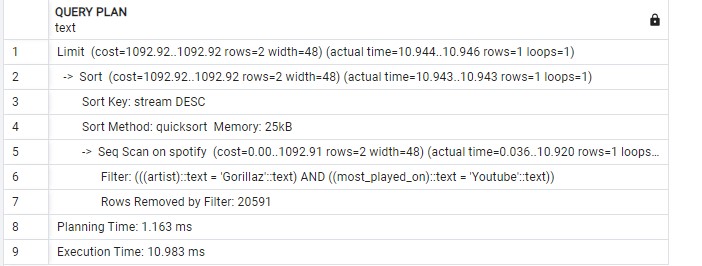 QUERY PLAN
text
1 Limit (cost=1092.92..1092.92 rows=2 width=48) (actual time=10.944..10.946 rows=1 loops=1)
2 -> Sort (cost=1092.92..1092.92 rows=2 width=48) (actual time=10.943..10.943 rows=1 loops=1)
3 Sort Key: stream DESC
4 Sort Method: quicksort Memory: 25kB
5 -> Seq Scan on spotify (cost=0.00..1092.91 rows=2 width=48) (actual time=0.036..10.920 rows=1 loops...
6 Filter: (((artist)::text = 'Gorillaz'::text) AND ((most_played_on)::text = 'Youtube'::text))
7 Rows Removed by Filter: 20591
8 Planning Time: 1.163 ms
9 Execution Time: 10.983 ms